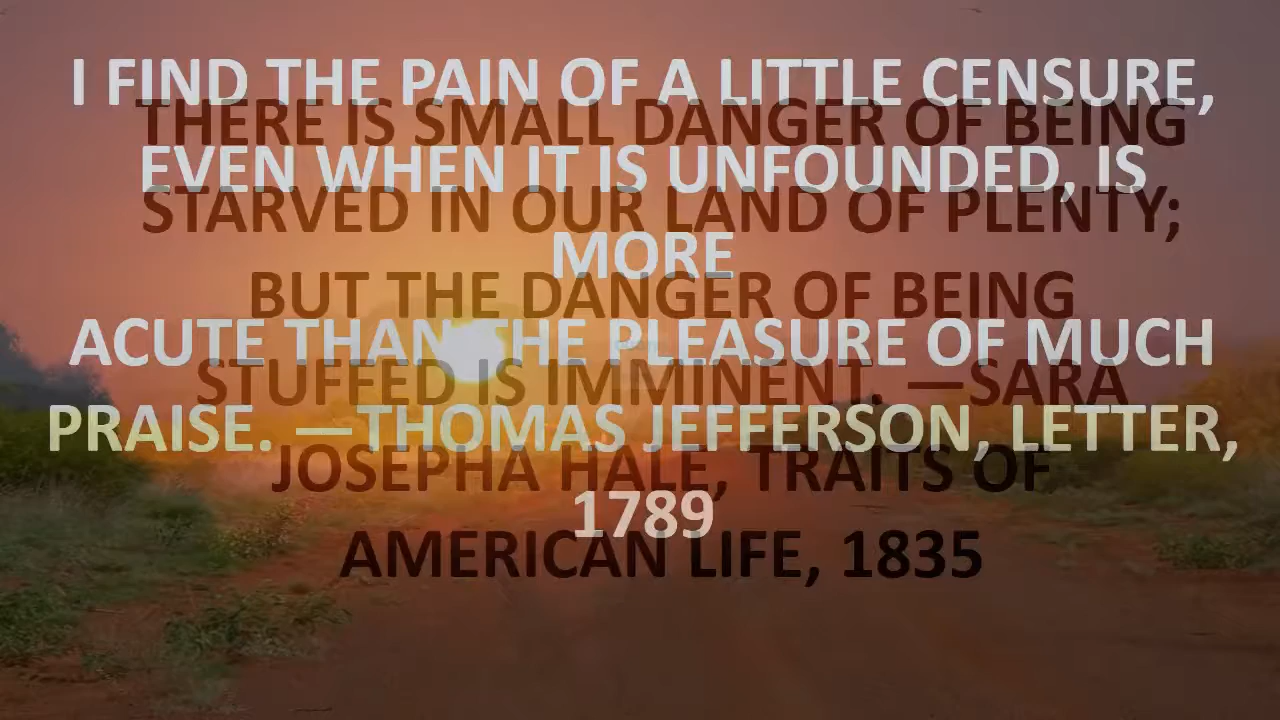 I FIND THE PAIN OF A LITTLE CENSURE,
EVEN WHEN IT IS UNFOUNDED, IS
MORE
ACUTE THAN THE PLEASURE OF MUCH
PRAISE. —THOMAS JEFFERSON, LETTER,
1789
THERE IS SMALL DANGER OF BEING
STARVED IN OUR LAND OF PLENTY;
BUT THE DANGER OF BEING
STUFFED IS IMMINENT. —SARA
JOSEPHA HALE, TRAITS OF
AMERICAN LIFE, 1835